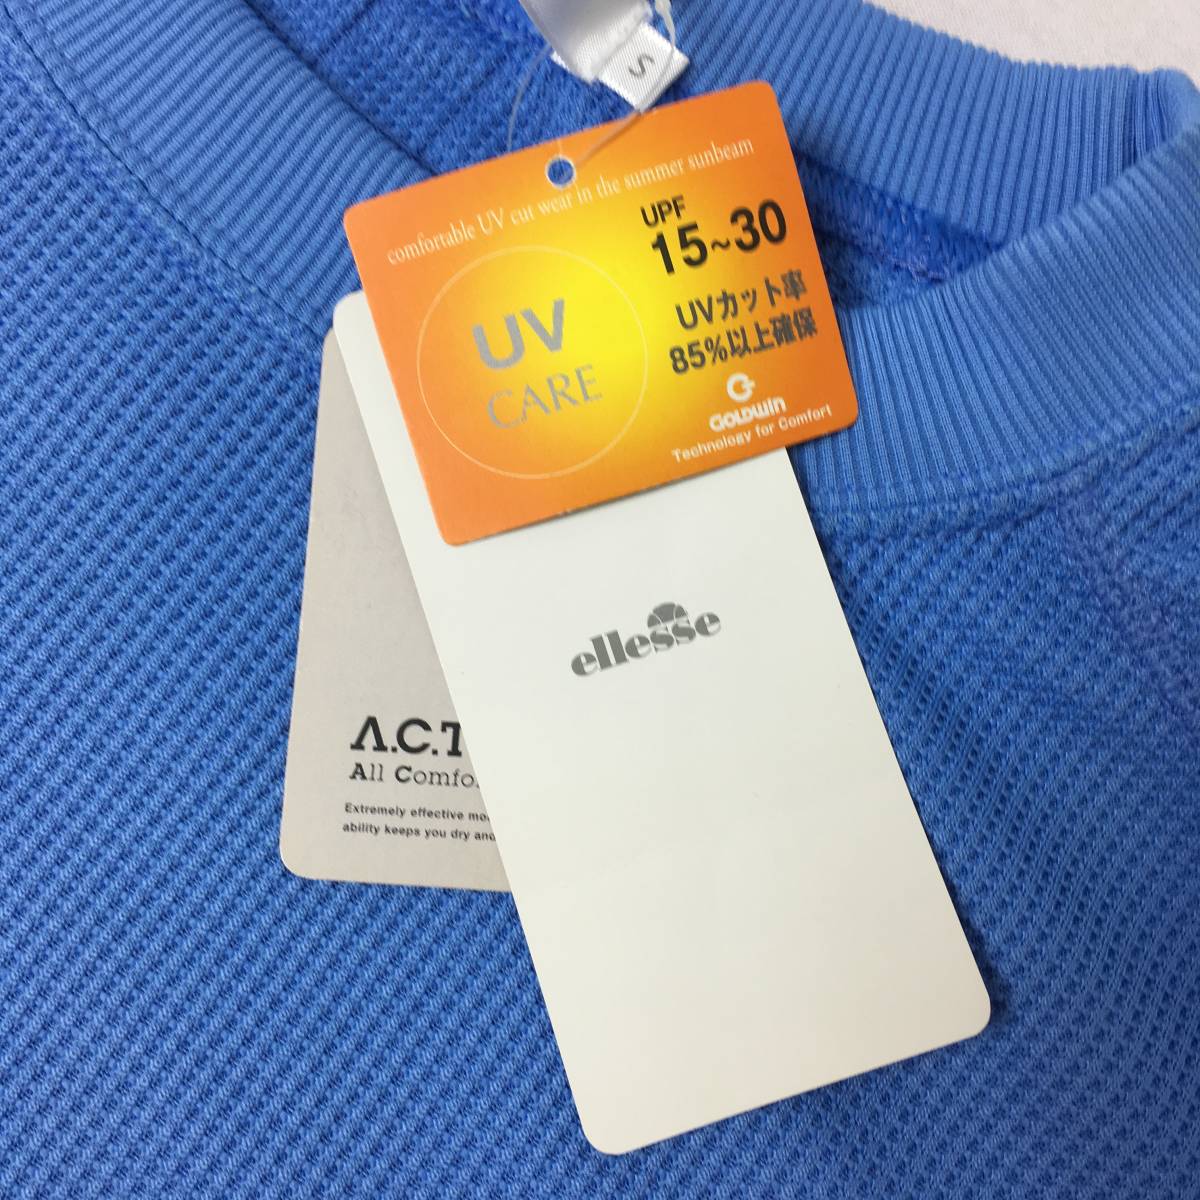 S
comfortable UV cut wear in the summer sunbeam
UV
CARE
UPF
15~30
UVカット率
85%以上確保
GOLDWIN
Technology for Comfort
ellesse
A.C.T
All Comfo
Extremely effective mo
ability keeps you dry and